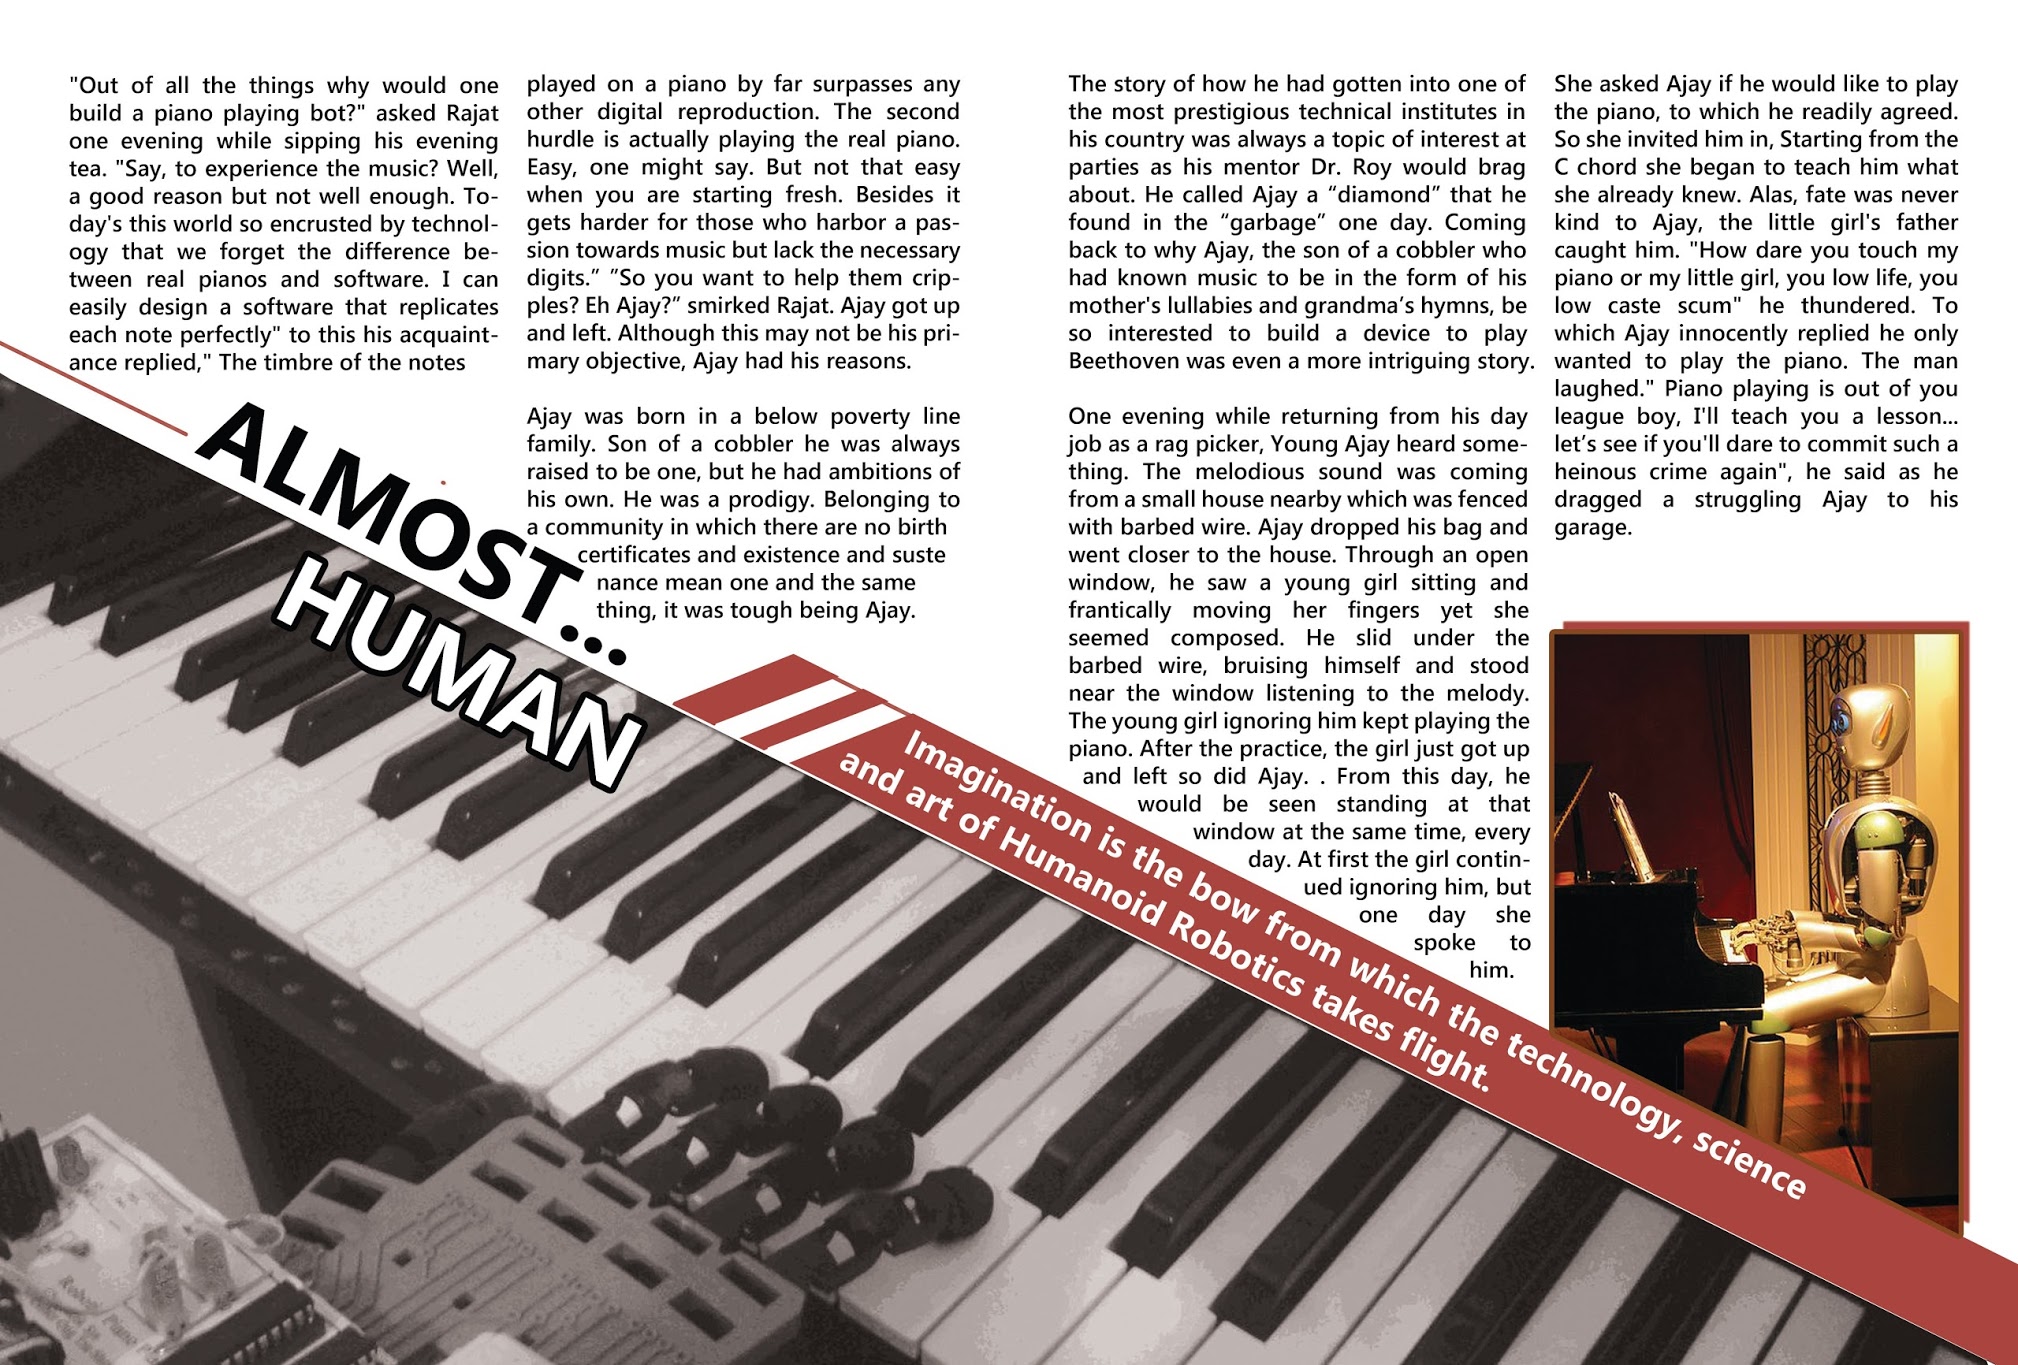 "Out of all the things why would one
build a piano playing bot?" asked Rajat
one evening while sipping his evening
tea. "Say, to experience the music? Well,
a good reason but not well enough. To-
day's this world so encrusted by technol-
ogy that we forget the difference be-
tween real pianos and software. I can
easily design a software that replicates
each note perfectly" to this his acquaint-
ance replied," The timbre of the notes
played on a piano by far surpasses any
other digital reproduction. The second
hurdle is actually playing the real piano.
Easy, one might say. But not that easy
when you are starting fresh. Besides it
gets harder for those who harbor a pas-
sion towards music but lack the necessary
digits.” ”So you want to help them crip-
ples? Eh Ajay?” smirked Rajat. Ajay got up
and left. Although this may not be his pri-
mary objective, Ajay had his reasons.
Ajay was born in a below poverty line
family. Son of a cobbler he was always
raised to be one, but he had ambitions of
his own. He was a prodigy. Belonging to
a community in which there are no birth
certificates and existence and suste
nance mean one and the same
thing, it was tough being Ajay.
ALMOST...
HUMAN
Imagination is the bow from which the technology, science
and art of Humanoid Robotics takes flight.
The story of how he had gotten into one of
the most prestigious technical institutes in
his country was always a topic of interest at
parties as his mentor Dr. Roy would brag
about. He called Ajay a “diamond” that he
found in the “garbage” one day. Coming
back to why Ajay, the son of a cobbler who
had known music to be in the form of his
mother's lullabies and grandma’s hymns, be
so interested to build a device to play
Beethoven was even a more intriguing story.
One evening while returning from his day
job as a rag picker, Young Ajay heard some-
thing. The melodious sound was coming
from a small house nearby which was fenced
with barbed wire. Ajay dropped his bag and
went closer to the house. Through an open
window, he saw a young girl sitting and
frantically moving her fingers yet she
seemed composed. He slid under the
barbed wire, bruising himself and stood
near the window listening to the melody.
The young girl ignoring him kept playing the
piano. After the practice, the girl just got up
and left so did Ajay. . From this day, he
would be seen standing at that
window at the same time, every
day. At first the girl contin-
ued ignoring him, but
one day she
spoke to
him.
She asked Ajay if he would like to play
the piano, to which he readily agreed.
So she invited him in, Starting from the
C chord she began to teach him what
she already knew. Alas, fate was never
kind to Ajay, the little girl's father
caught him. "How dare you touch my
piano or my little girl, you low life, you
low caste scum" he thundered. To
which Ajay innocently replied he only
wanted to play the piano. The man
laughed." Piano playing is out of you
league boy, I'll teach you a lesson...
let’s see if you'll dare to commit such a
heinous crime again", he said as he
dragged a struggling Ajay to his
garage.